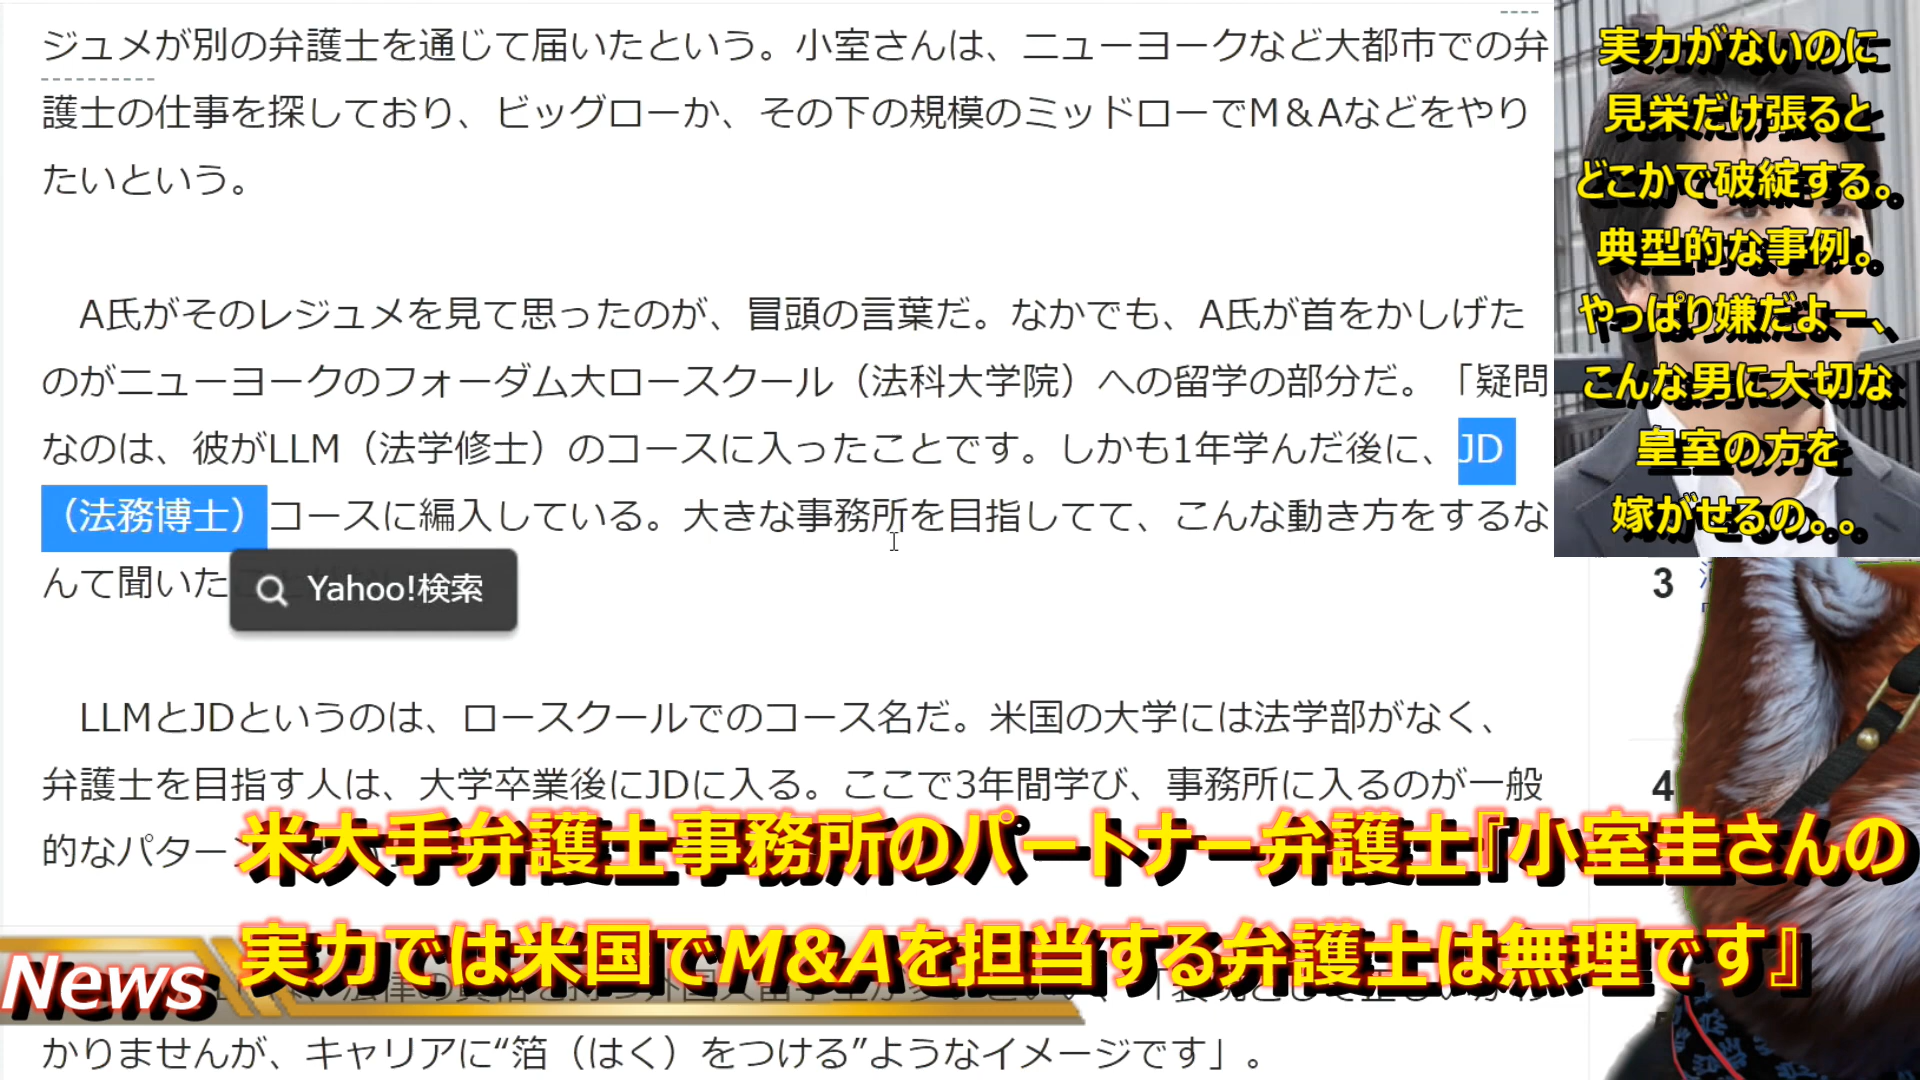 ジュメが別の弁護士を通じて届いたという。小室さんは、ニューヨークなど大都市での弁
護士の仕事を探しており、ビッグローか、その下の規模のミッドローでM＆Aなどをやり
たいという。
A氏がそのレジュメを見て思ったのが、冒頭の言葉だ。なかでも、A氏が首をかしげた
のがニューヨークのフォーダム大ロースクール（法科大学院）への留学の部分だ。「疑問
なのは、彼がLLM（法学修士）のコースに入ったことです。しかも1年学んだ後に、JD
（法務博士）コースに編入している。大きな事務所を目指してて、こんな動き方をするな
んて聞いた
Yahoo!検索
LLMとJDというのは、ロースクールでのコース名だ。米国の大学には法学部がなく、
弁護士を目指す人は、大学卒業後にJDに入る。ここで3年間学び、事務所に入るのが一般
的なパター
かりませんが、キャリアに“箔（はく）をつける”ようなイメージです」。
実力がないのに
見栄だけ張ると
どこかで破綻する。
典型的な事例。
やっぱり嫌だよー、
こんな男に大切な
皇室の方を
嫁がせるの。。。
3
4
米大手弁護士事務所のパートナー弁護士『小室圭さんの
実力では米国でM&Aを担当する弁護士は無理です』
News